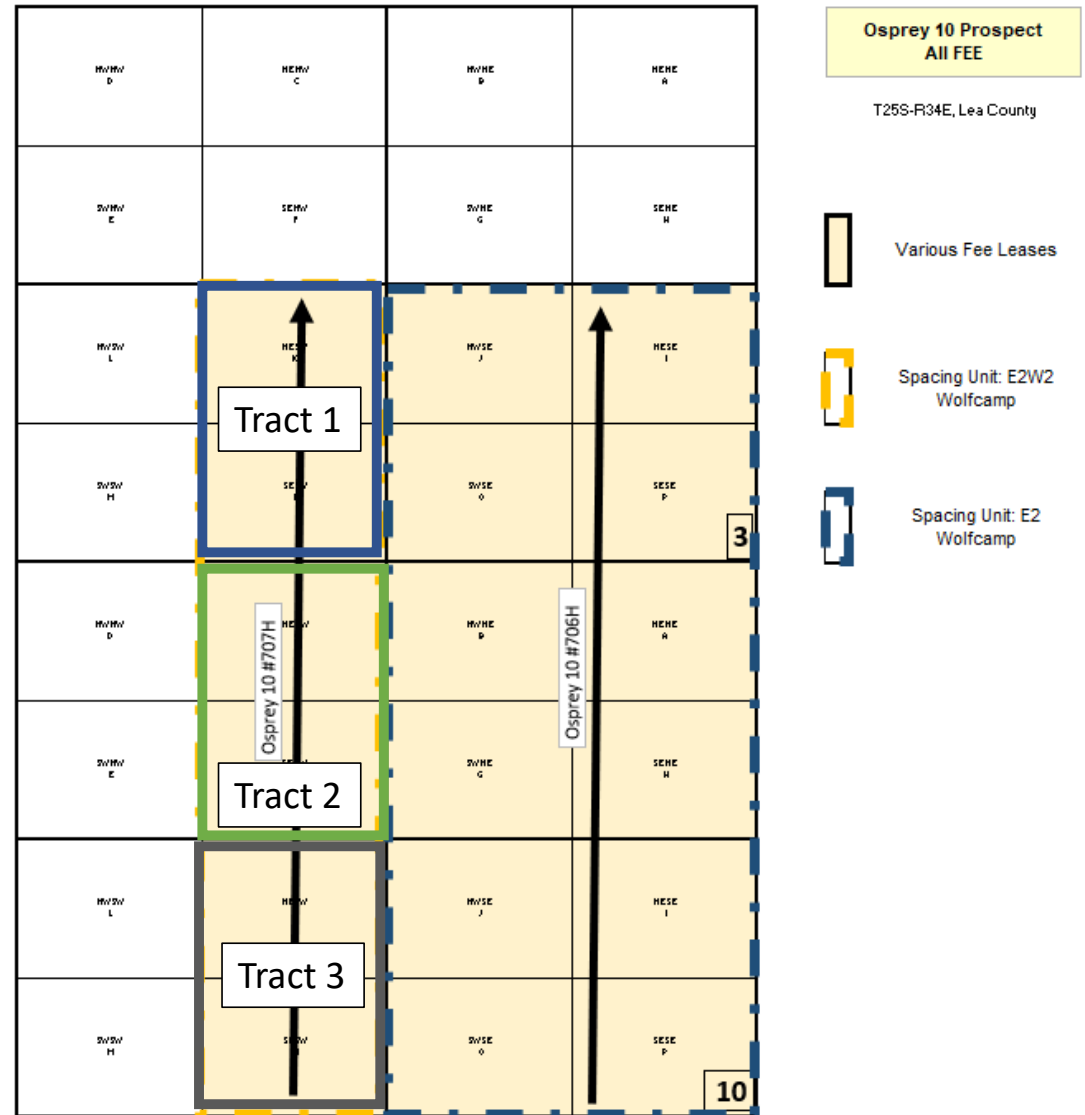 NWNW NENW NWNE NENE
D C B A
SWNW SENW SWNE SENE
E F G H
NWSW NWSE NESE
L J I
Tract 1
SWSW SWSE SESE
M O P
3
NWNW NWNE NENE
D B A
Osprey 10 #707H
Osprey 10 #706H
SWNW SWNE SENE
E G H
Tract 2
NWSW NWSE NESE
L J I
Tract 3
SWSW SWSE SESE
M O P
10
Osprey 10 Prospect
All FEE
T25S-R34E, Lea County
Various Fee Leases
Spacing Unit: E2W2
Wolfcamp
Spacing Unit: E2
Wolfcamp